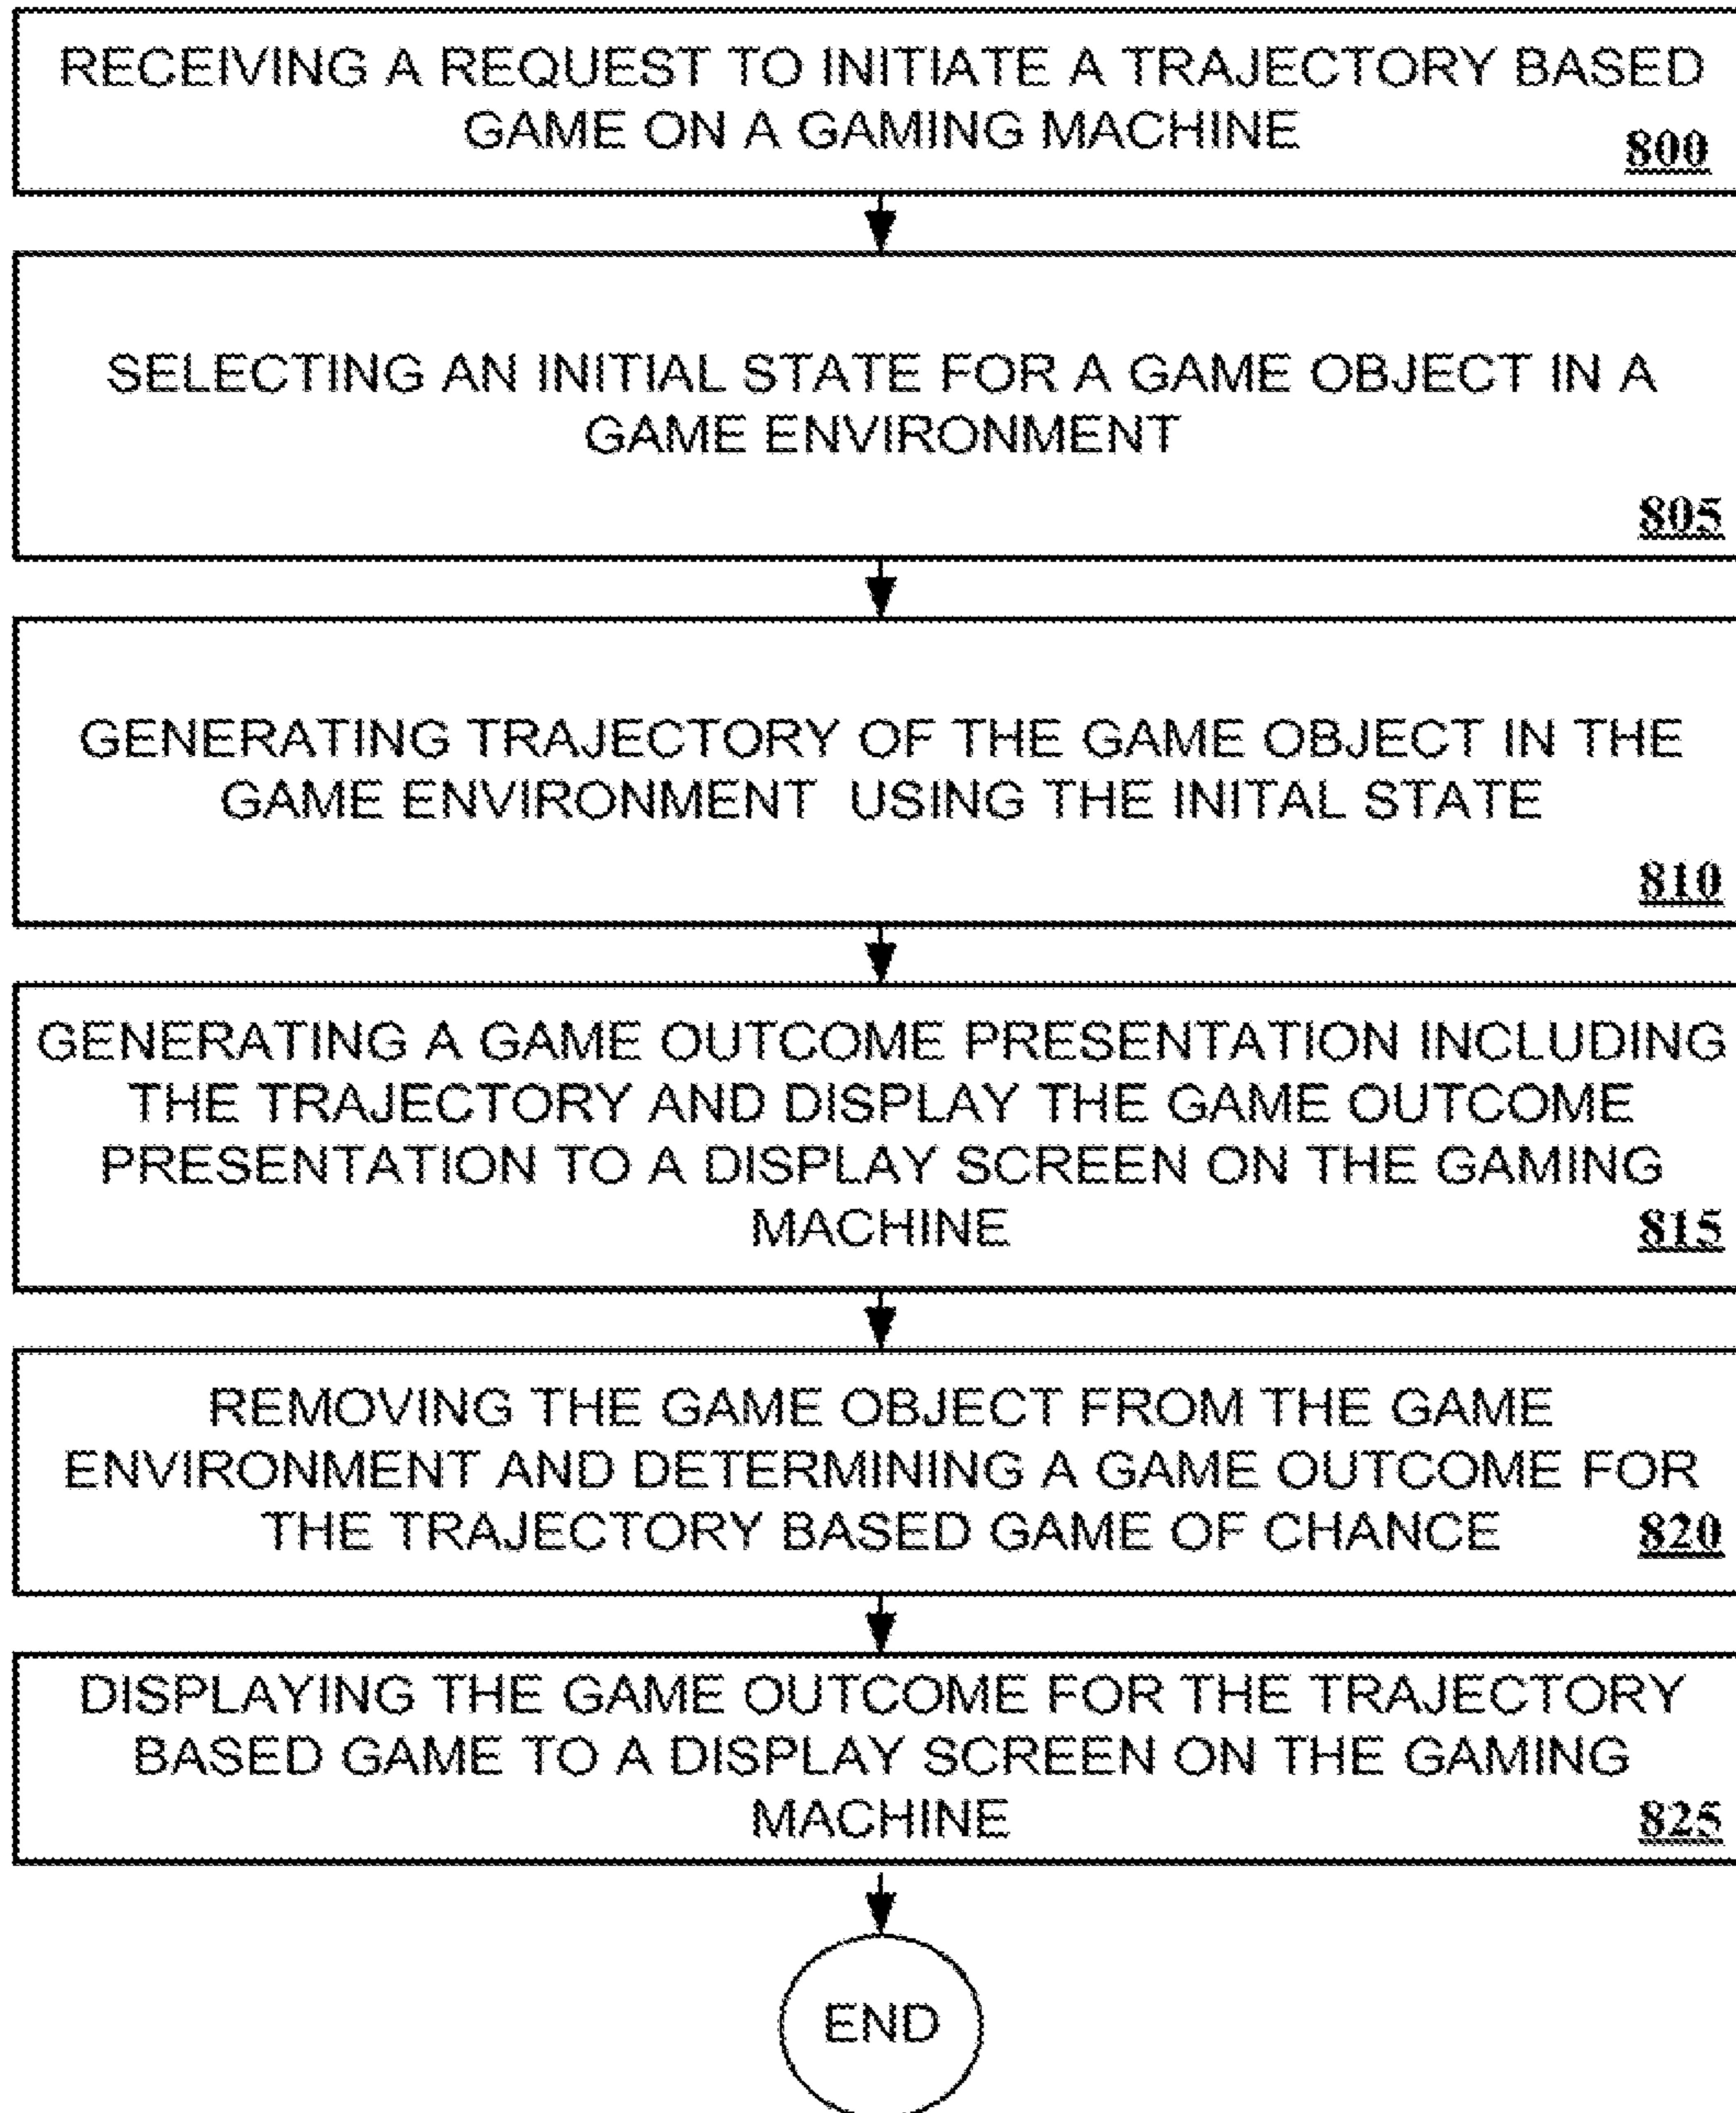 RECEIVING A REQUEST TO INITIATE A TRAJECTORY BASED
GAME ON A GAMING MACHINE
800
SELECTING AN INITIAL STATE FOR A GAME OBJECT IN A
GAME ENVIRONMENT
805
GENERATING TRAJECTORY OF THE GAME OBJECT IN THE
GAME ENVIRONMENT USING THE INITAL STATE
810
GENERATING A GAME OUTCOME PRESENTATION INCLUDING
THE TRAJECTORY AND DISPLAY THE GAME OUTCOME
PRESENTATION TO A DISPLAY SCREEN ON THE GAMING
MACHINE
815
REMOVING THE GAME OBJECT FROM THE GAME
ENVIRONMENT AND DETERMINING A GAME OUTCOME FOR
THE TRAJECTORY BASED GAME OF CHANCE
820
DISPLAYING THE GAME OUTCOME FOR THE TRAJECTORY
BASED GAME TO A DISPLAY SCREEN ON THE GAMING
MACHINE
825
END